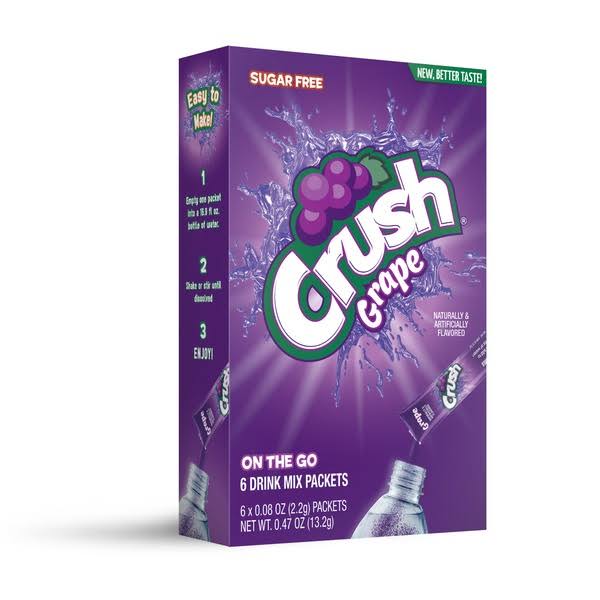 Easy to
Make!
1
Empty one packet
into a 16.9 fl oz.
bottle of water.
2
Shake or stir until
dissolved
3
ENJOY!
Crush
Grape
SUGAR FREE
NEW, BETTER TASTE!
Crush®
Grape
NATURALLY &
ARTIFICIALLY
FLAVORED
Crush
Grape
ON THE GO
6 DRINK MIX PACKETS
6 x 0.08 OZ (2.2g) PACKETS
NET WT. 0.47 OZ (13.2g)